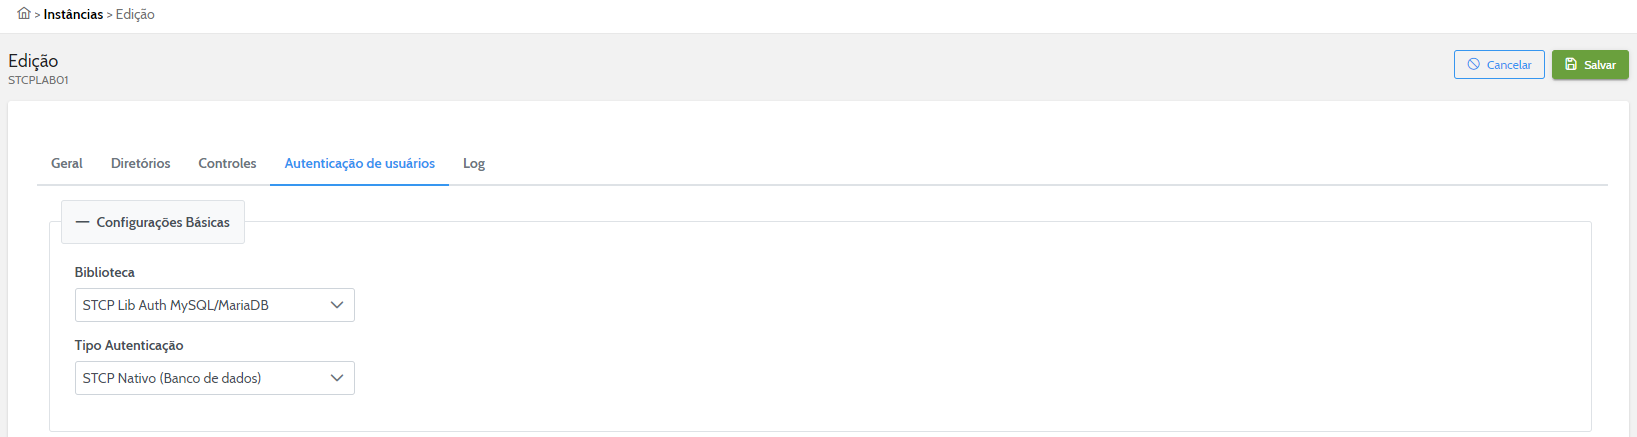 > Instâncias > Edição
Edição
STCPLAB01
Cancelar
Salvar
Geral
Diretórios
Controles
Autenticação de usuários
Log
Configurações Básicas
Biblioteca
STCP Lib Auth MySQL/MariaDB
Tipo Autenticação
STCP Nativo (Banco de dados)